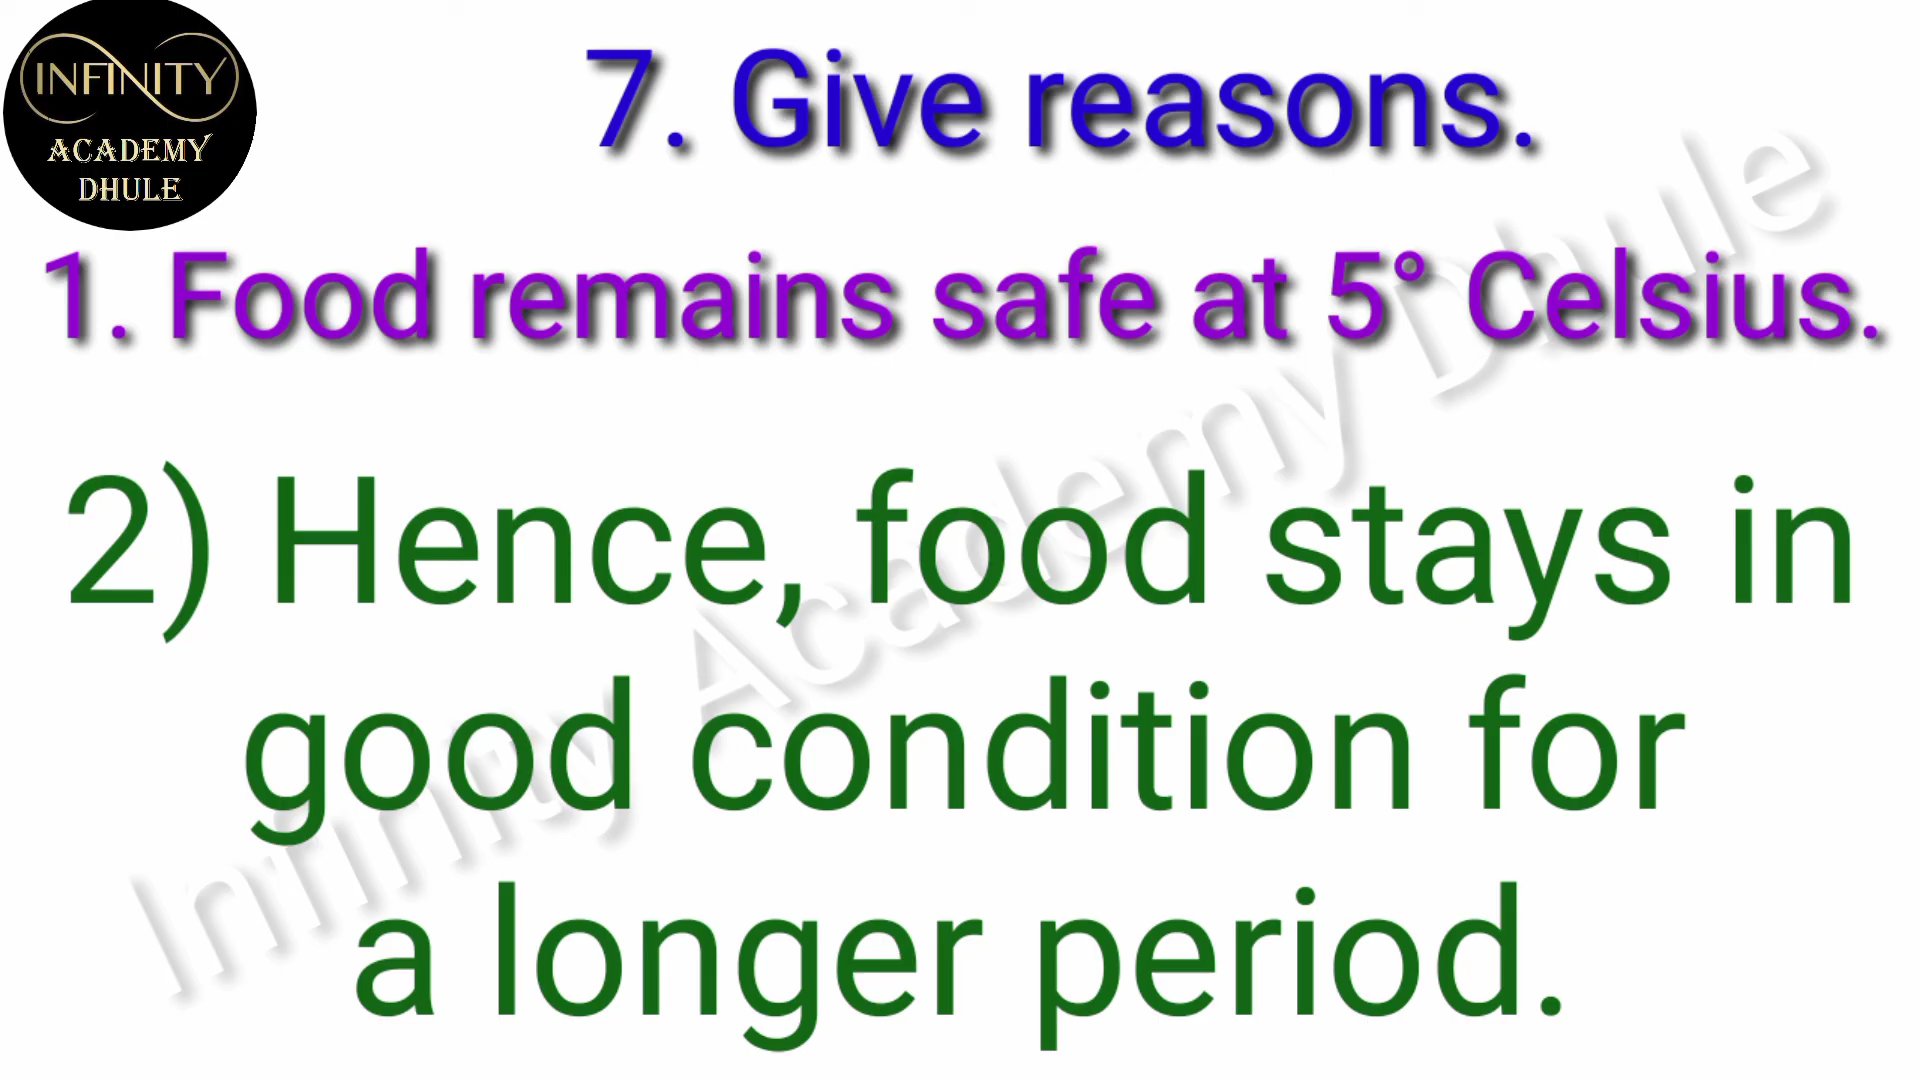 INFINITY
ACADEMY
DHULE
7. Give reasons.
1. Food remains safe at 5° Celsius.
2) Hence, food stays in
good condition for
a longer period.
Infinity Academy Dhule